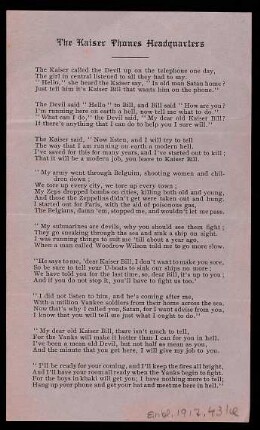 The Kaiser Phones Headquarters
The Kaiser called the Devil up on the telephone one day,
The girl in central listened to all they had to say.
" Hello," she heard the Kaiser say, " Is old man Satan home?
Just tell him it's Kaiser Bill that wants him on the phone."
The Devil said " Hello " to Bill, and Bill said " How are you?
I'm running here on earth a hell, now tell me what to do."
" What can I do," the Devil said, " My dear old Kaiser Bill?
If there's anything that I can do to help you I sure will."
The Kaiser said, " Now listen, and I will try to tell
The way that I am running on earth a modern hell.
I've saved for this for many years, and I've started out to kill;
That it will be a modern job, you leave to Kaiser Bill.
" My army went through Belgium, shooting women and chil-
dren down;
We tore up every city, we tore up every town;
My Zeps dropped bombs on cities, killing both old and young,
And those the Zeppelins didn't get were taken out and hung.
I started out for Paris, with the aid of poisonous gas,
The Belgians, damn 'em, stopped me, and wouldn't let me pass.
" My submarines are devils, why you should see them fight;
They go sneaking through the sea and sink a ship on sight.
I was running things to suit me 'till about a year ago,
When a man called Woodrow Wilson told me to go more slow.
"He says to me, 'dear Kaiser Bill, I don't want to make you sore,
So be sure to tell your U-boats to sink our ships no more;
We have told you for the last time, so, dear Bill, it's up to you;
And if you do not stop it, you'll have to fight us too.'
" I did not listen to him, and he's coming after me,
With a million Yankee soldiers from their home across the sea.
Now that's why I called you, Satan, for I want advice from you,
I know that you will tell me just what I ought to do."
" My dear old Kaiser Bill, there isn't much to tell,
For the Yanks will make it hotter than I can for you in hell.
I've been a mean old Devil, but not half as mean as you,
And the minute that you get here, I will give my job to you.
" I'll be ready for your coming, and I'll keep the fires all bright,
And I'll have your room all ready when the Yanks begin to fight.
For the boys in khaki will get you; I have nothing more to tell;
Hang up your phone and get your hat and meet me here in hell."